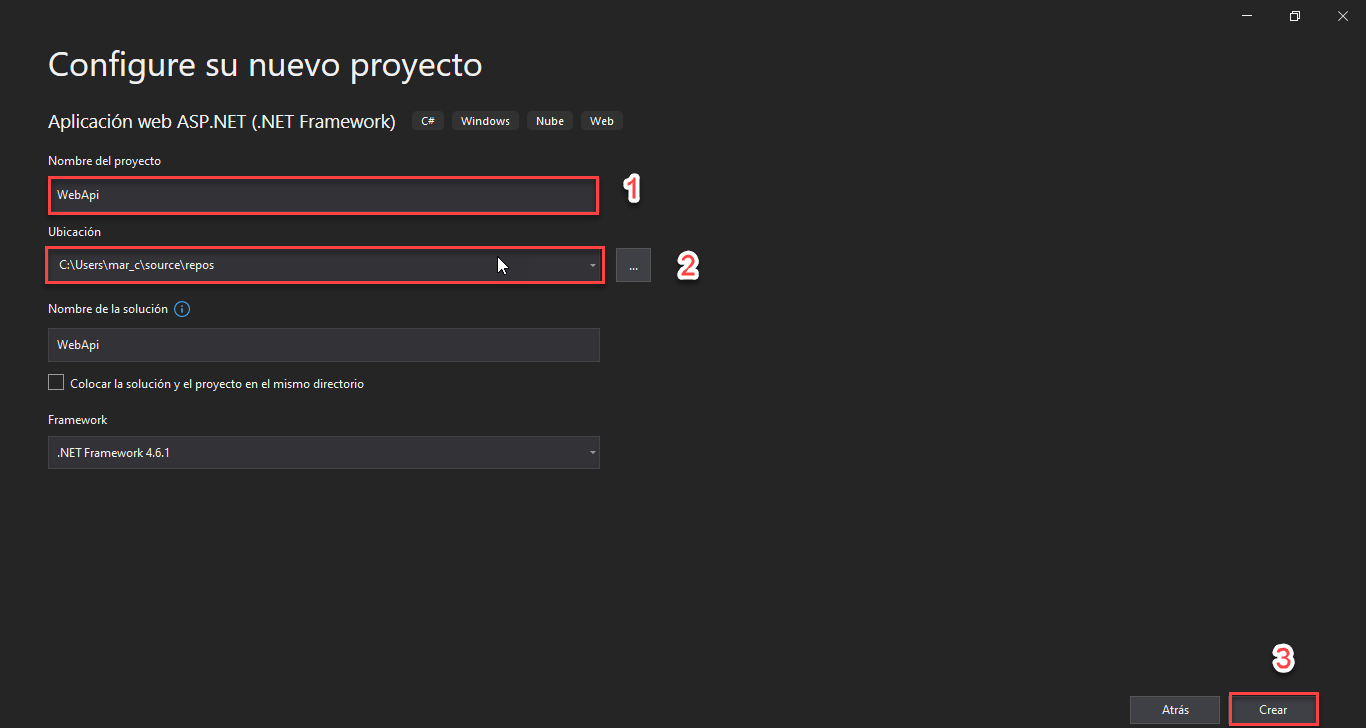 Configure su nuevo proyecto
Aplicación web ASP.NET (.NET Framework) C# Windows Nube Web
Nombre del proyecto
WebApi 1
Ubicación
C:\Users\mar_c\source\repos ... 2
Nombre de la solución
WebApi
Colocar la solución y el proyecto en el mismo directorio
Framework
.NET Framework 4.6.1
3
Atrás Crear